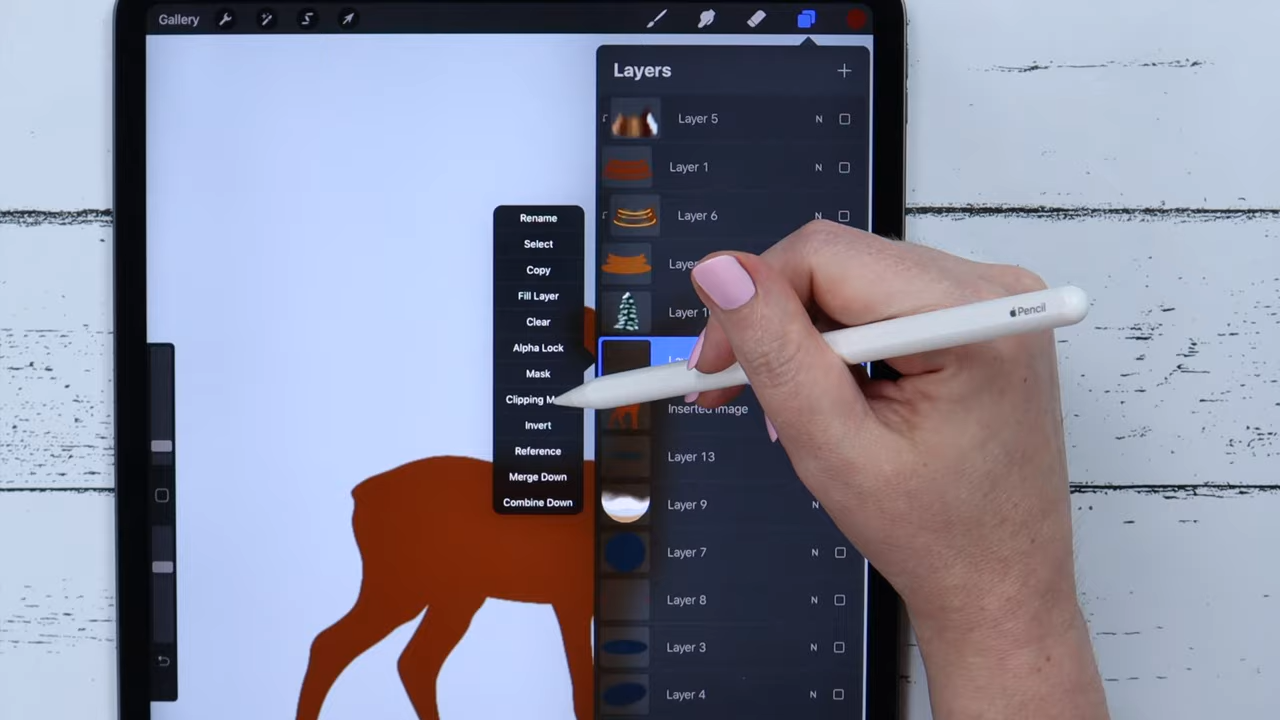 Gallery
Layers
Layer 5 N
Layer 1 N
Layer 6 N
Rename
Select
Copy
Fill Layer
Clear
Alpha Lock
Mask
Clipping
Invert
Reference
Merge Down
Combine Down
Inserted Image
Layer 13
Layer 9 N
Layer 7 N
Layer 8 N
Layer 3 N
Layer 4 N
Pencil